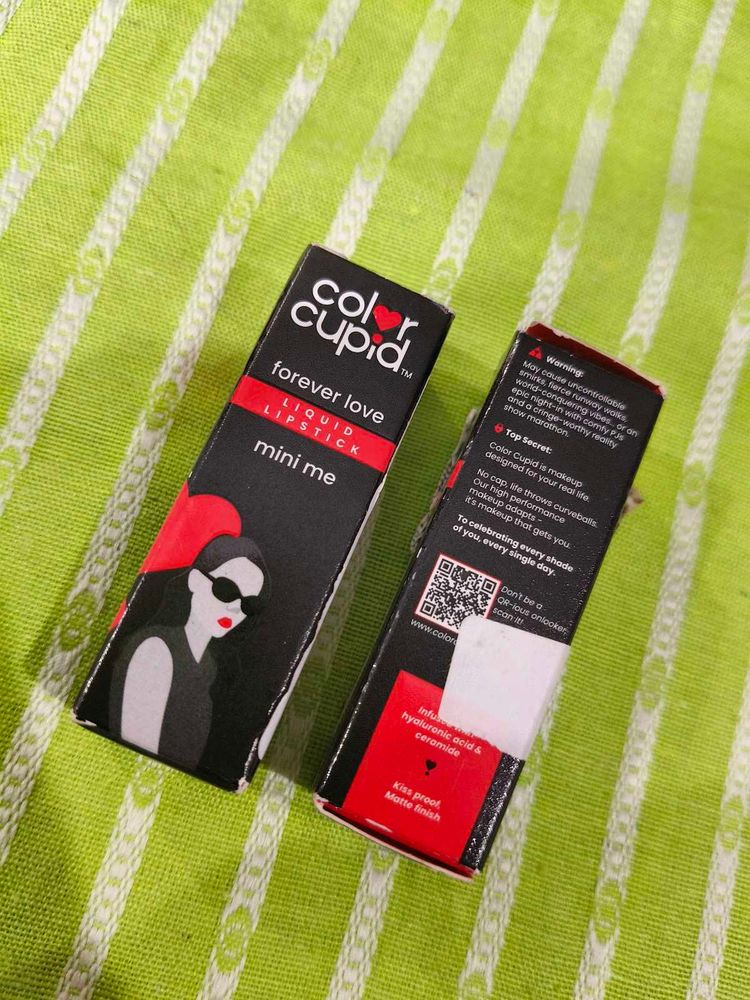 color
cupid™
forever love
LIQUID
LIPSTICK
mini me
Warning:
May cause uncontrollable
smirks, fierce runway walks,
world-conquering vibes... or an
epic night-in with comfy PJs
and a cringe-worthy reality
show marathon.
Top Secret:
Color Cupid is makeup
designed for your real life.
No cap, life throws curveballs.
Our high performance
makeup adapts -
it's makeup that gets you.
To celebrating every shade
of you, every single day.
Don't be a
QR-ious onlooker,
scan it!
hyaluronic acid &
ceramide
Kiss proof,
Matte finish